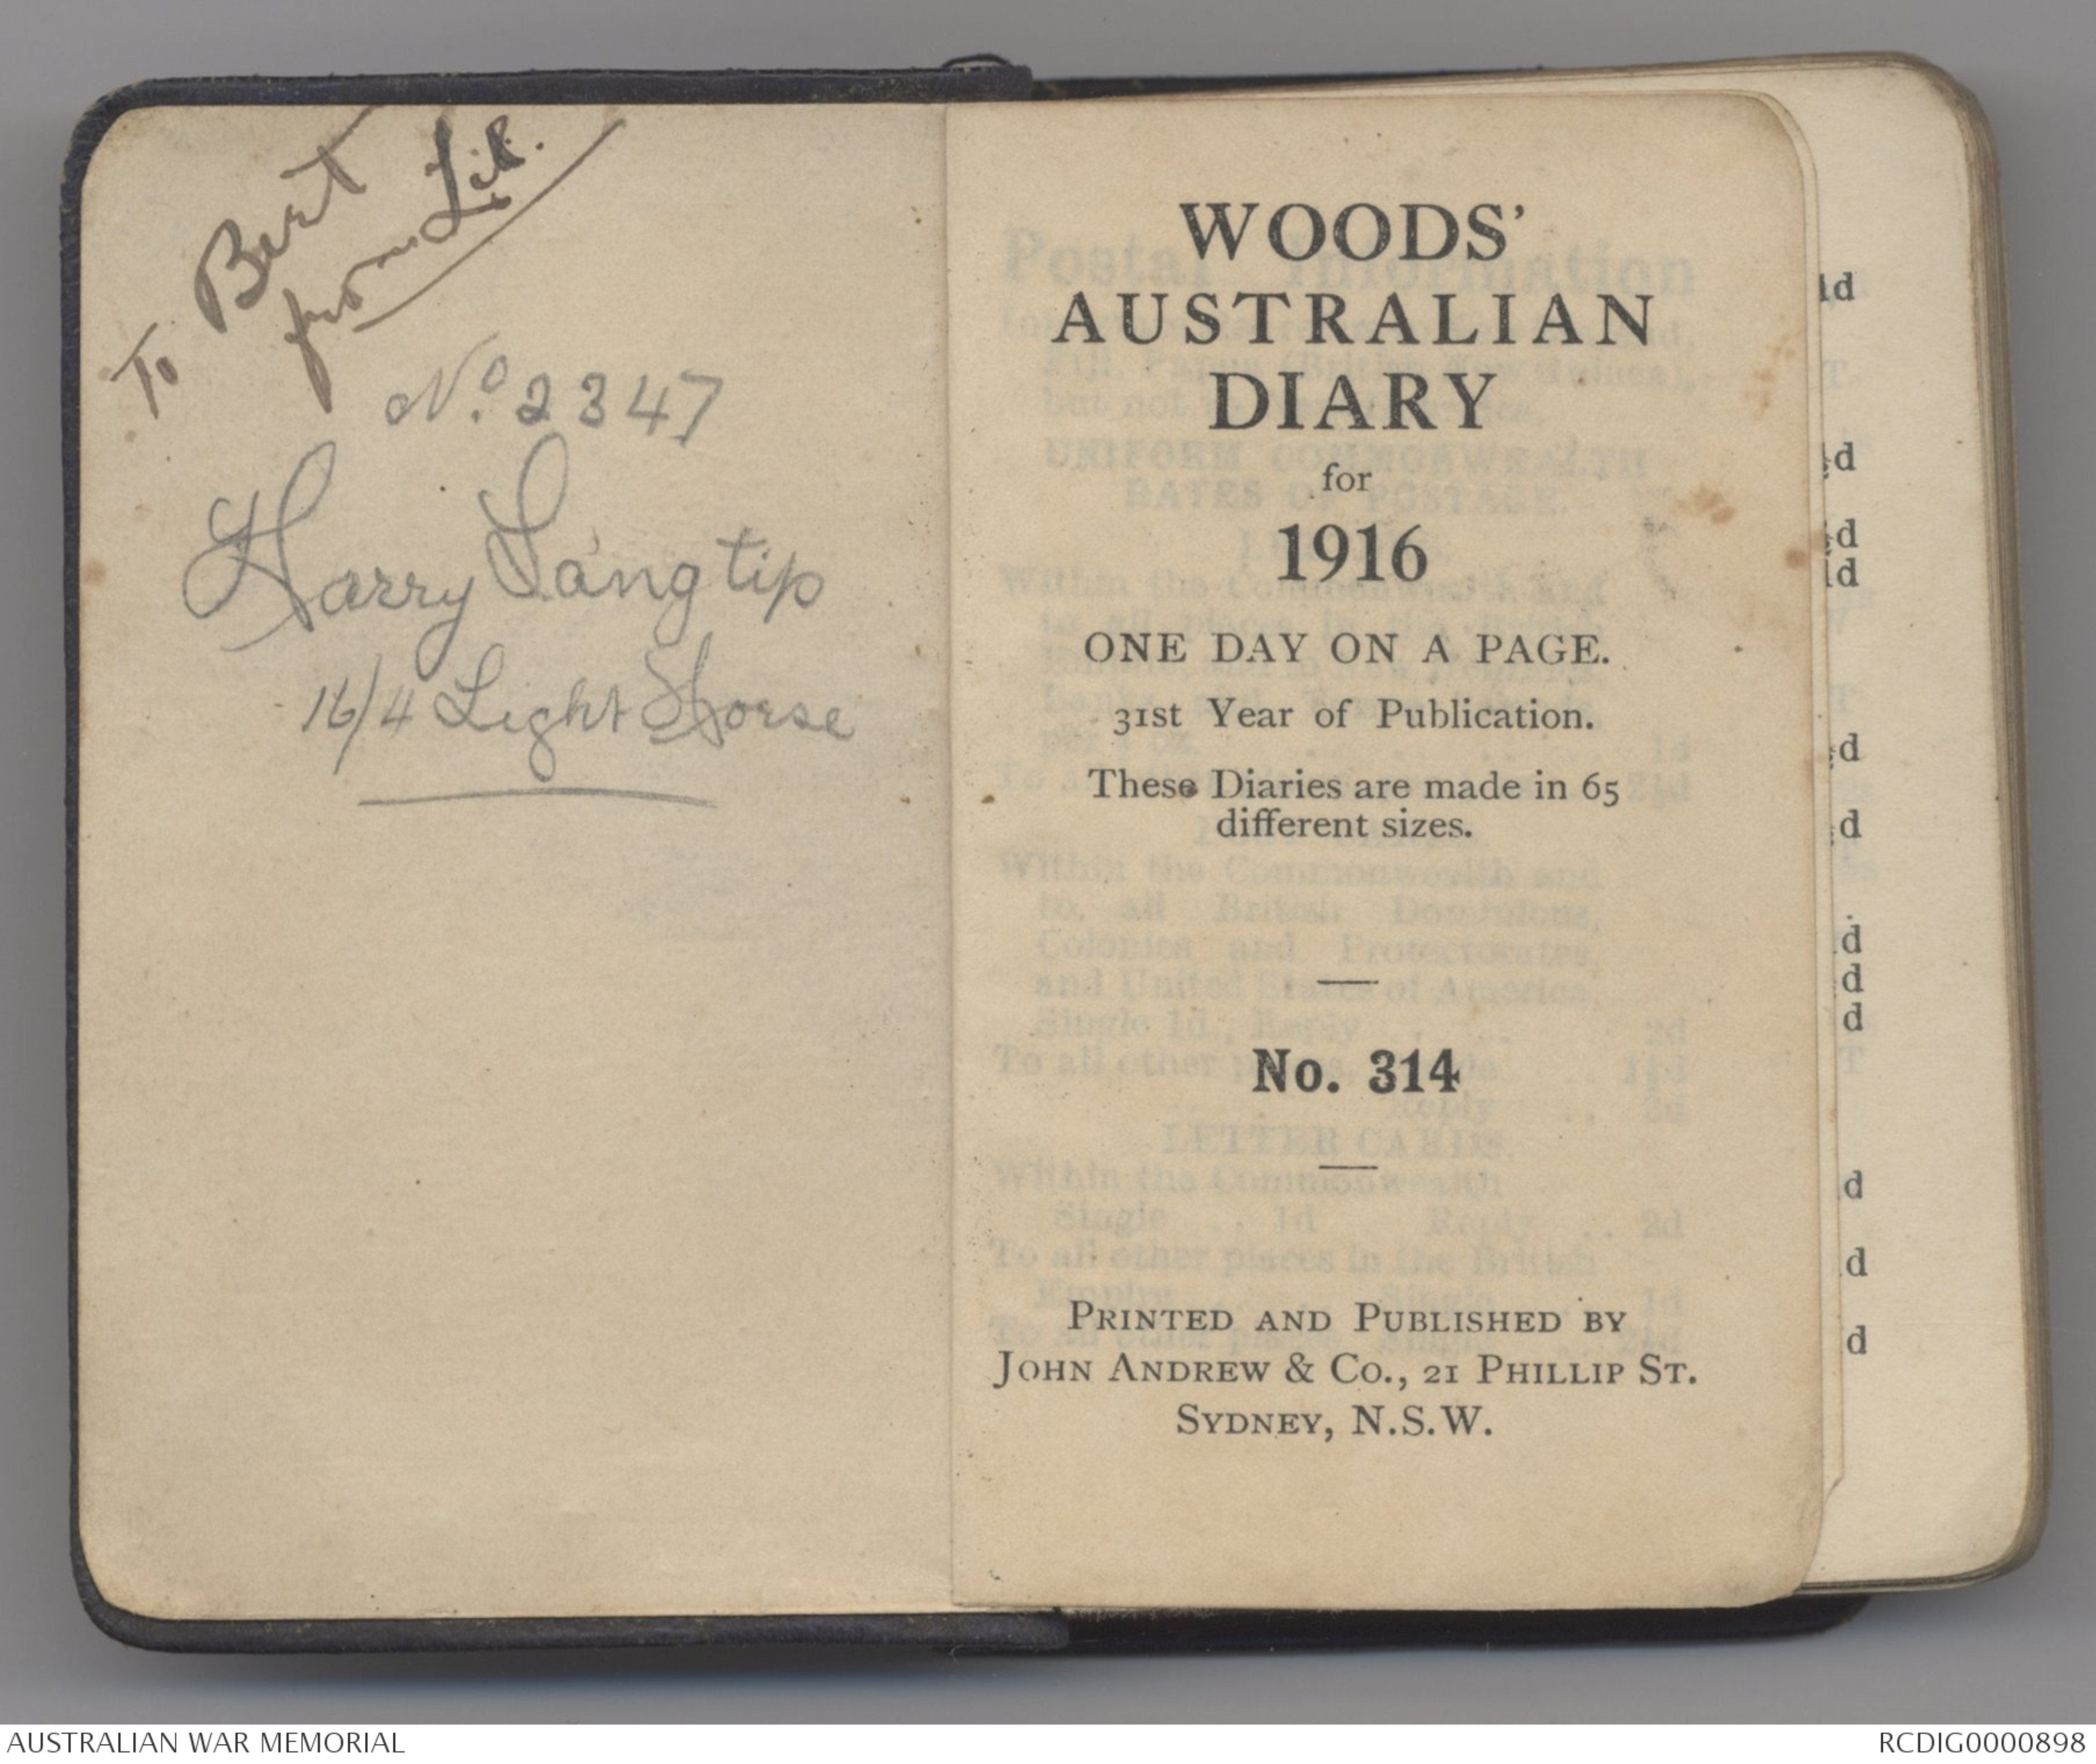 To Bert
from Lil.
No. 2347
Harry Langtip
16/4 Light Horse
WOODS'
AUSTRALIAN
DIARY
for
1916
ONE DAY ON A PAGE.
31st Year of Publication.
These Diaries are made in 65
different sizes.
No. 314
PRINTED AND PUBLISHED BY
JOHN ANDREW & CO., 21 PHILLIP ST.
SYDNEY, N.S.W.
AUSTRALIAN WAR MEMORIAL
RCDIG0000898